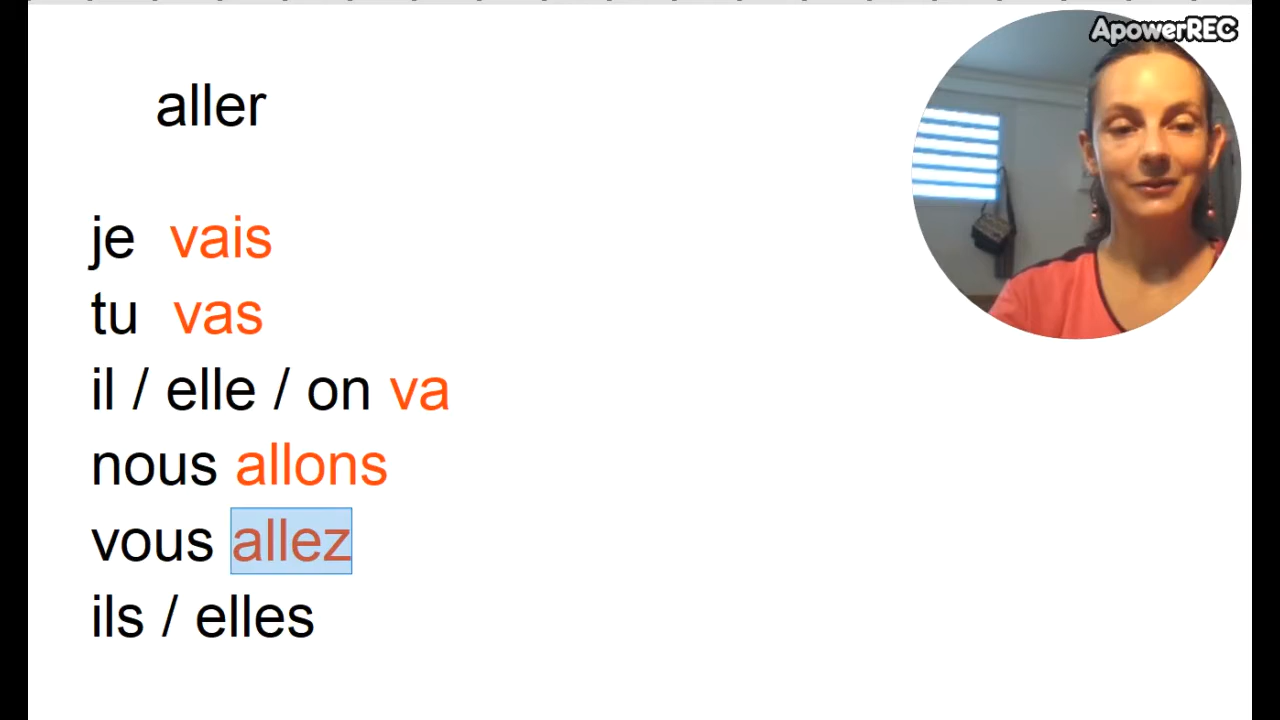 ApowerREC
aller
je vais
tu vas
il / elle / on va
nous allons
vous allez
ils / elles